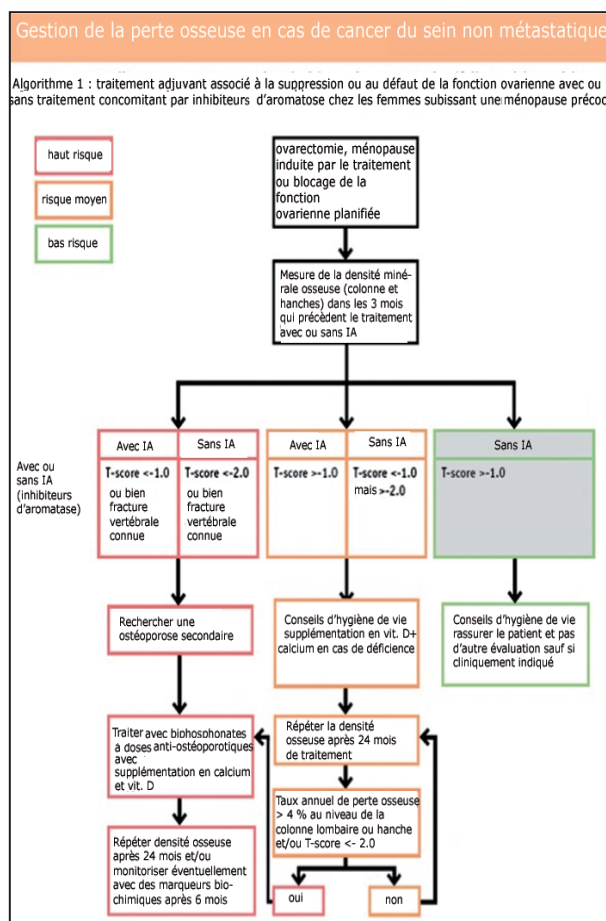 Gestion de la perte osseuse en cas de cancer du sein non métastatique
Algorithme 1 : traitement adjuvant associé à la suppression ou au défaut de la fonction ovarienne avec ou
sans traitement concomitant par inhibiteurs d'aromatose chez les femmes subissant une ménopause précoc
haut risque
risque moyen
bas risque
ovarectomie, ménopause
induite par le traitement
ou blocage de la
fonction
ovarienne planifiée
Mesure de la densité miné-
rale osseuse (colonne et
hanches) dans les 3 mois
qui précèdent le traitement
avec ou sans IA
Avec ou
sans IA
(inhibiteurs
d'aromatase)
Avec IA
T-score <-1.0
ou bien
fracture
vertébrale
connue
Sans IA
T-score <-2.0
ou bien
fracture
vertébrale
connue
Avec IA
T-score >-1.0
Sans IA
T-score <-1.0
mais >-2.0
Sans IA
T-score >-1.0
Rechercher une
ostéoporose secondaire
Conseils d'hygiène de vie
supplémentation en vit. D+
calcium en cas de déficience
Conseils d'hygiène de vie
rassurer le patient et pas
d'autre évaluation sauf si
cliniquement indiqué
Traiter avec biohosphonates
à doses anti-ostéoporotiques
avec
supplémentation en calcium
et vit. D
Répéter la densité
osseuse après 24 mois
de traitement
Taux annuel de perte osseuse
> 4 % au niveau de la
colonne lombaire ou hanche
et/ou T-score <- 2.0
Répéter densité osseuse
après 24 mois et/ou
monitoriser éventuellement
avec des marqueurs bio-
chimiques après 6 mois
oui
non